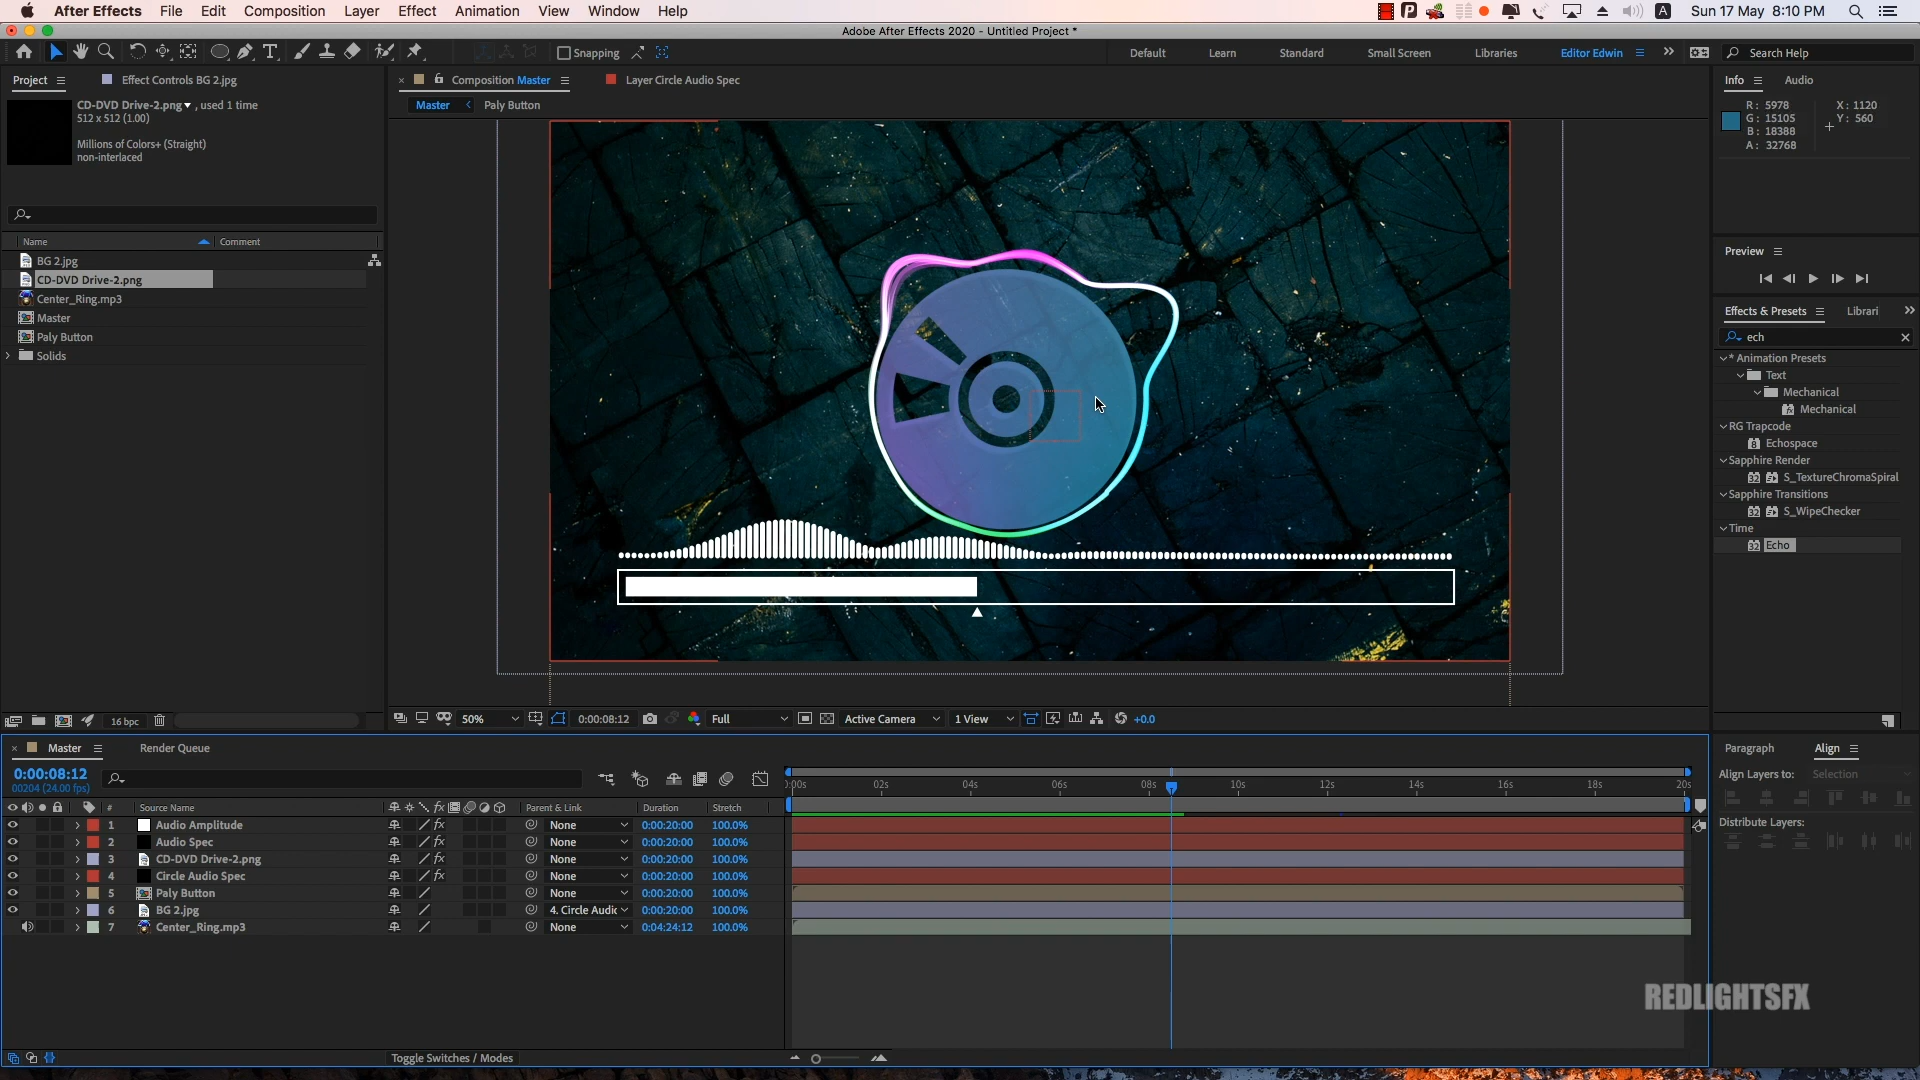 After Effects File Edit Composition Layer Effect Animation View Window Help
A Sun 17 May 8:10 PM
Adobe After Effects 2020 - Untitled Project *
Snapping
Default Learn Standard Small Screen Libraries Editor Edwin
Search Help
Project Effect Controls BG 2.jpg
Composition Master Layer Circle Audio Spec
Info Audio
CD-DVD Drive-2.png , used 1 time
512 x 512 (1.00)
Millions of Colors+ (Straight)
non-interlaced
Master Paly Button
R: 5978
G: 15105
B: 18388
A: 32768
X: 1120
Y: 560
Name Comment
BG 2.jpg
CD-DVD Drive-2.png
Center_Ring.mp3
Master
Paly Button
Solids
Preview
Effects & Presets Librari
ech
* Animation Presets
Text
Mechanical
Mechanical
RG Trapcode
Echospace
Sapphire Render
S_TextureChromaSpiral
Sapphire Transitions
S_WipeChecker
Time
Echo
16 bpc
50% 0:00:08:12 Full Active Camera 1 View +0.0
Master Render Queue
Paragraph Align
0:00:08:12
00204 (24.00 fps)
Align Layers to: Selection
Distribute Layers:
:00s 02s 04s 06s 08s 10s 12s 14s 16s 18s 20s
# Source Name Parent & Link Duration Stretch
1 Audio Amplitude None 0:00:20:00 100.0%
2 Audio Spec None 0:00:20:00 100.0%
3 CD-DVD Drive-2.png None 0:00:20:00 100.0%
4 Circle Audio Spec None 0:00:20:00 100.0%
5 Paly Button None 0:00:20:00 100.0%
6 BG 2.jpg 4. Circle Audic 0:00:20:00 100.0%
7 Center_Ring.mp3 None 0:04:24:12 100.0%
REDLIGHTSFX
Toggle Switches / Modes